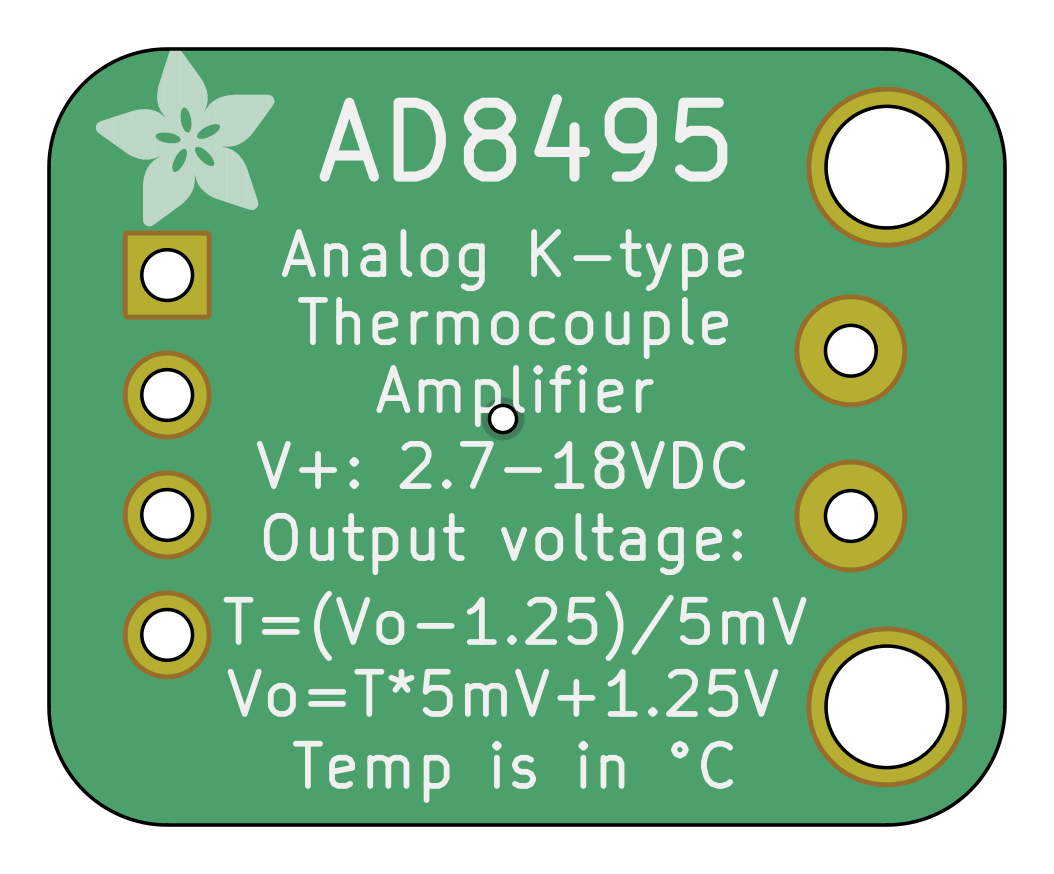 AD8495
Analog K-type
Thermocouple
Amplifier
V+: 2.7-18VDC
Output voltage:
T=(Vo-1.25)/5mV
Vo=T*5mV+1.25V
Temp is in °C